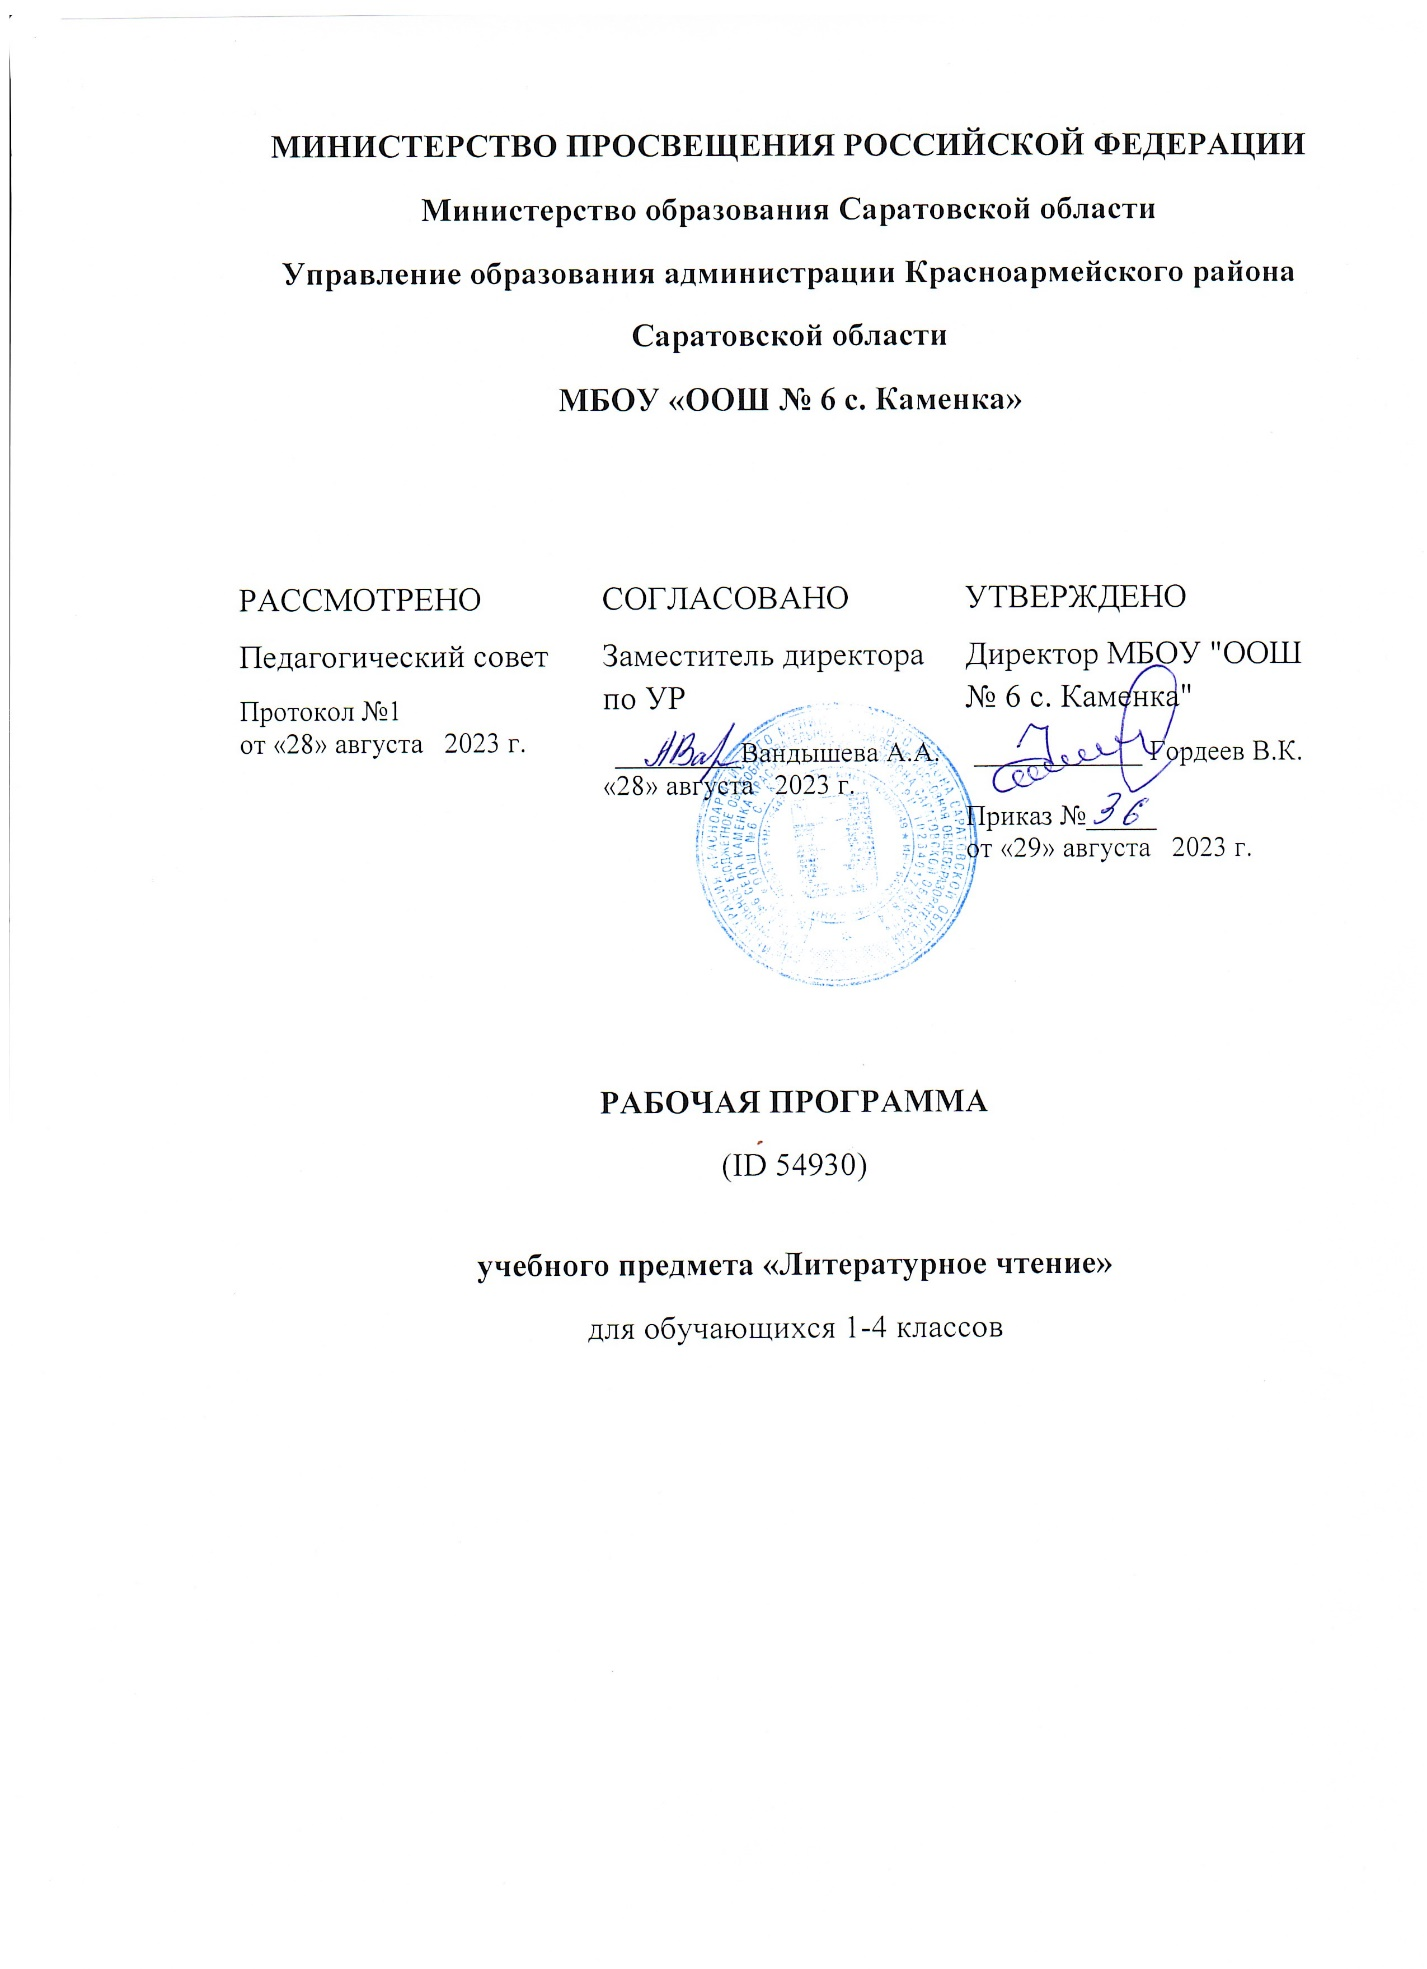 МИНИСТЕРСТВО ПРОСВЕЩЕНИЯ РОССИЙСКОЙ ФЕДЕРАЦИИ
Министерство образования Саратовской области
Управление образования администрации Красноармейского района
Саратовской области
МБОУ «ООШ № 6 с. Каменка»
РАССМОТРЕНО
Педагогический совет
Протокол №1
от «28» августа 2023 г.
СОГЛАСОВАНО
Заместитель директора
по УР
Вандышева А.А.
«28» августа 2023 г.
УТВЕРЖДЕНО
Директор МБОУ "ООШ
№ 6 с. Каменка"
Гордеев В.К.
Приказ № 36
от «29» августа 2023 г.
РАБОЧАЯ ПРОГРАММА
(ID 54930)
учебного предмета «Литературное чтение»
для обучающихся 1-4 классов